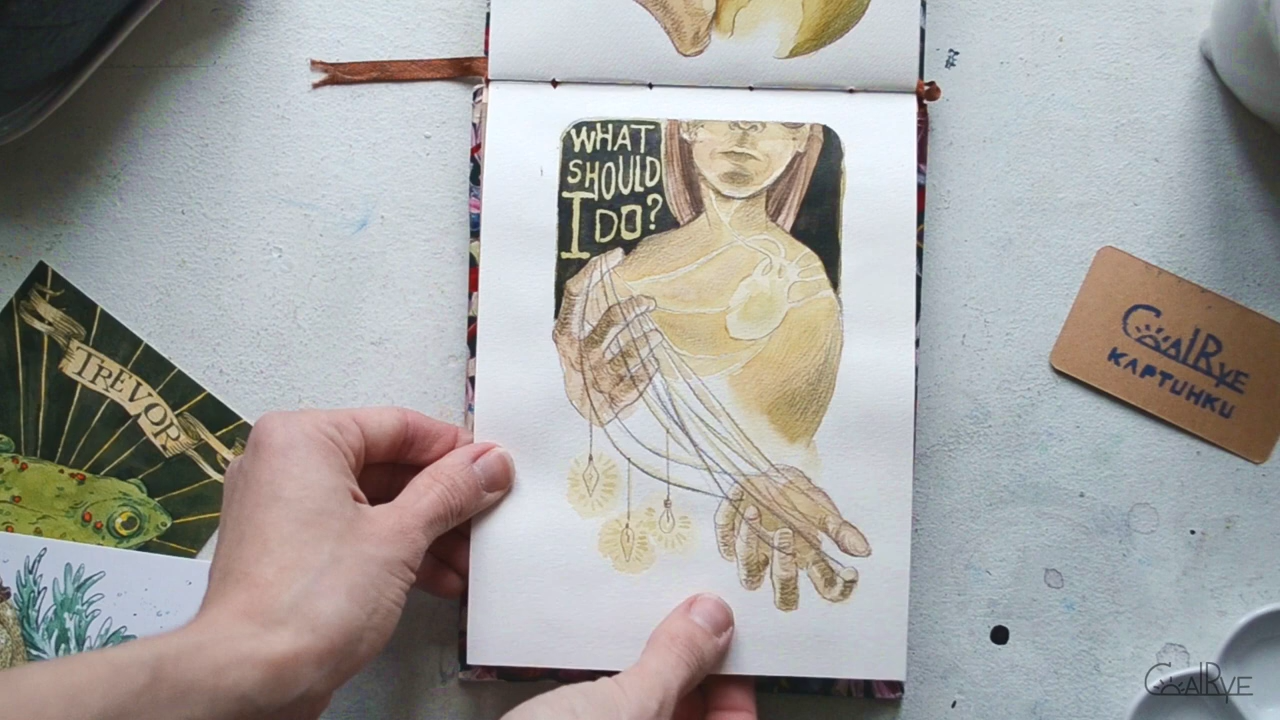 WHAT
SHOULD
I DO?
TREVOR
CoalRye
КАРТИНКИ
CoalRye